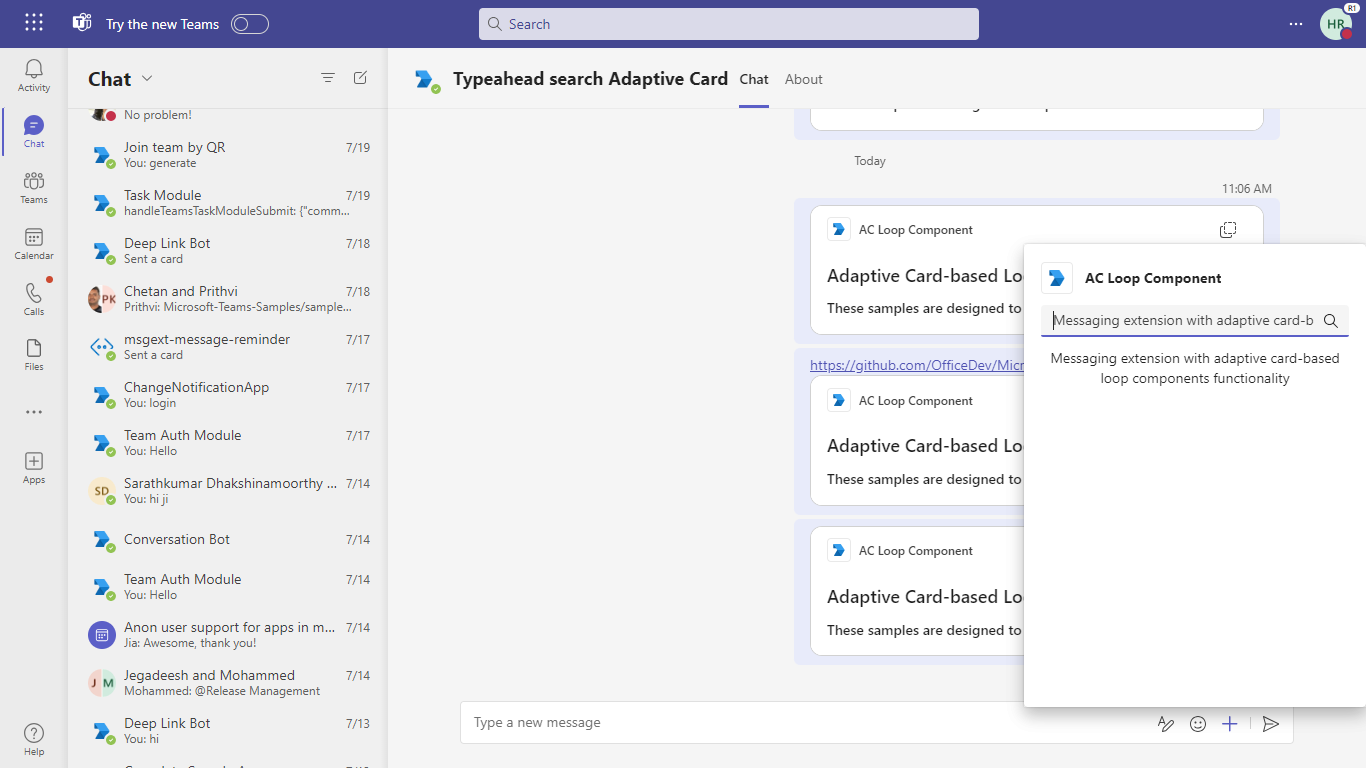 Try the new Teams
Search
R1
HR
Activity
Chat
Teams
Calendar
Calls
Files
Apps
Help
Chat
No problem!
Join team by QR 7/19
You: generate
Task Module 7/19
handleTeamsTaskModuleSubmit: {"comm...
Deep Link Bot 7/18
Sent a card
PK
Chetan and Prithvi 7/18
Prithvi: Microsoft-Teams-Samples/sample...
msgext-message-reminder 7/17
Sent a card
ChangeNotificationApp 7/17
You: login
Team Auth Module 7/17
You: Hello
SD
Sarathkumar Dhakshinamoorthy ... 7/14
You: hi ji
Conversation Bot 7/14
Team Auth Module 7/14
You: Hello
Anon user support for apps in m... 7/14
Jia: Awesome, thank you!
J M
Jegadeesh and Mohammed 7/14
Mohammed: @Release Management
Deep Link Bot 7/13
You: hi
Typeahead search Adaptive Card Chat About
Today
11:06 AM
AC Loop Component
Adaptive Card-based Lo
These samples are designed to
https://github.com/OfficeDev/Micr
AC Loop Component
Adaptive Card-based Lo
These samples are designed to
AC Loop Component
Adaptive Card-based Lo
These samples are designed to
Type a new message
AC Loop Component
Messaging extension with adaptive card-b
Messaging extension with adaptive card-based
loop components functionality